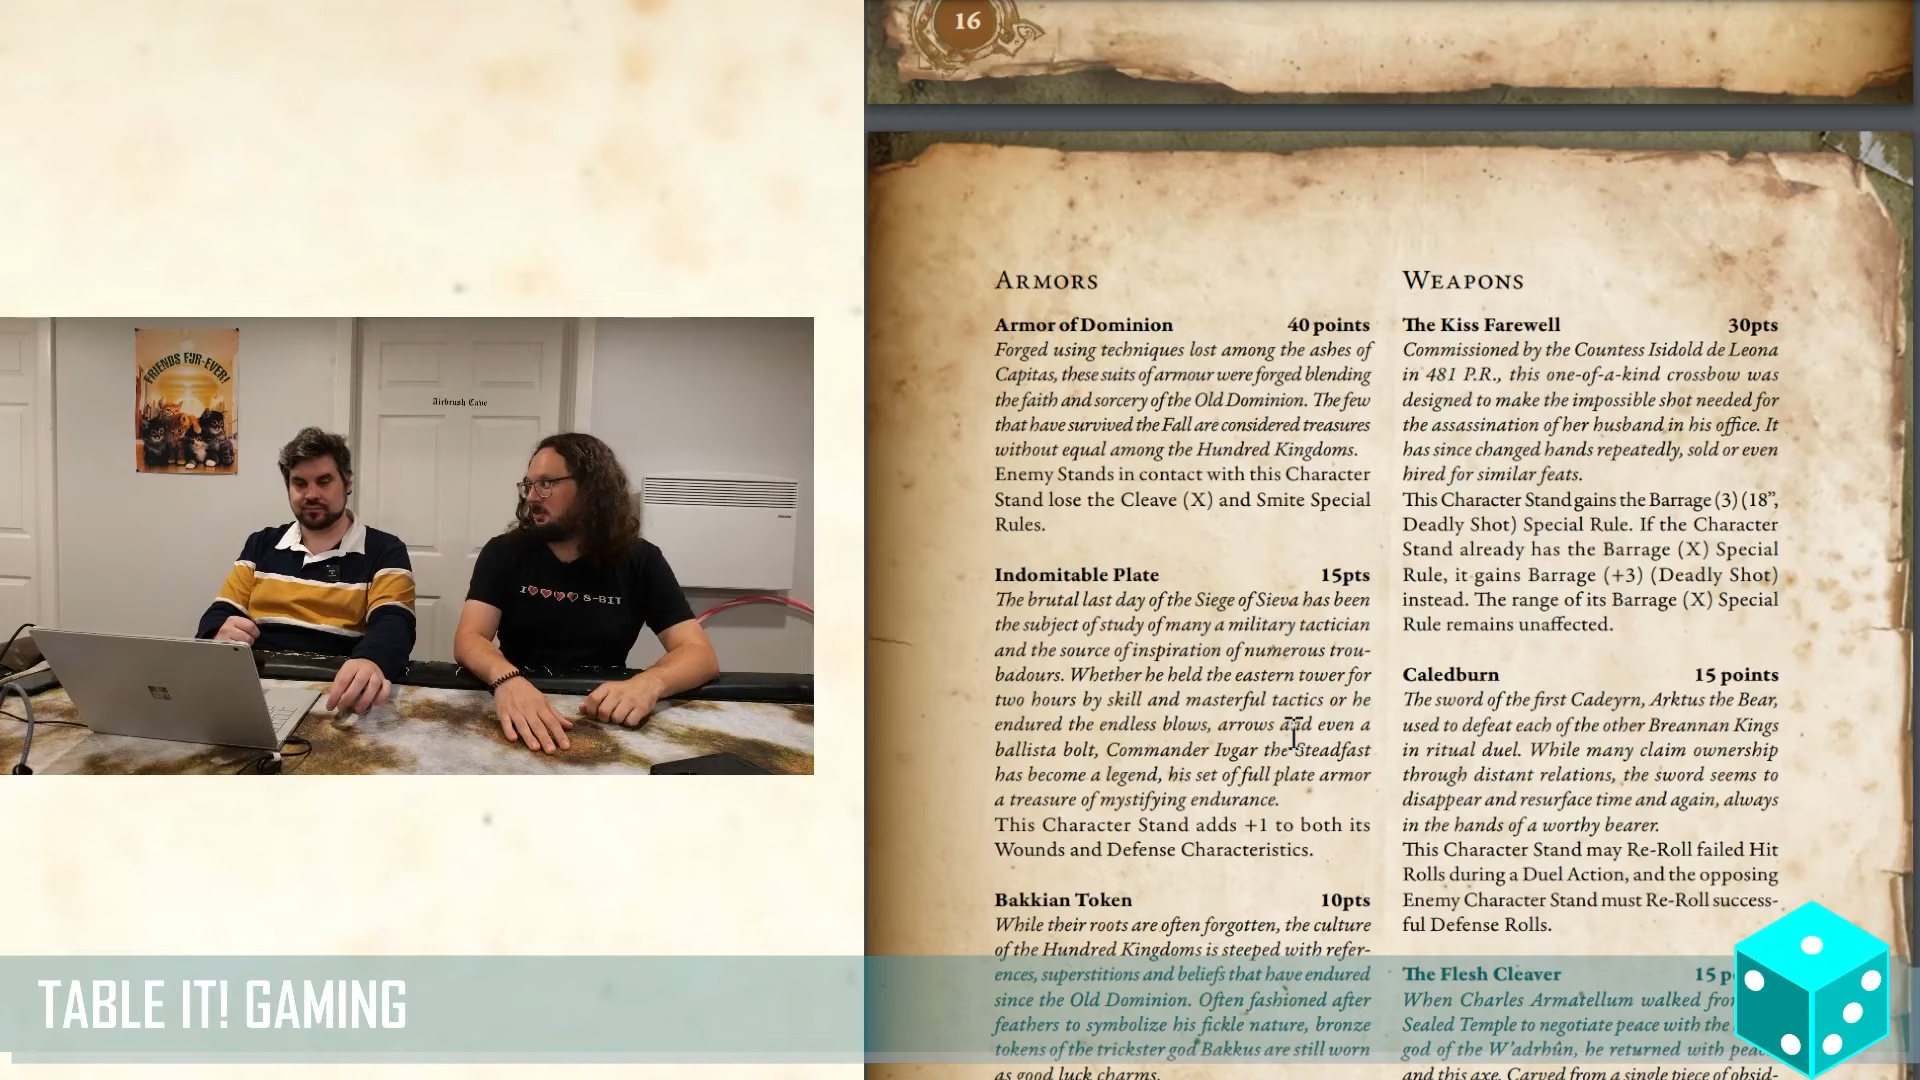 16
FRIENDS FUR-EVER!
Airbrush Cave
I 8-BIT
TABLE IT! GAMING
ARMORS
Armor of Dominion 40 points
Forged using techniques lost among the ashes of
Capitas, these suits of armour were forged blending
the faith and sorcery of the Old Dominion. The few
that have survived the Fall are considered treasures
without equal among the Hundred Kingdoms.
Enemy Stands in contact with this Character
Stand lose the Cleave (X) and Smite Special
Rules.
Indomitable Plate 15pts
The brutal last day of the Siege of Sieva has been
the subject of study of many a military tactician
and the source of inspiration of numerous trou-
badours. Whether he held the eastern tower for
two hours by skill and masterful tactics or he
endured the endless blows, arrows and even a
ballista bolt, Commander Ivgar the Steadfast
has become a legend, his set of full plate armor
a treasure of mystifying endurance.
This Character Stand adds +1 to both its
Wounds and Defense Characteristics.
Bakkian Token 10pts
While their roots are often forgotten, the culture
of the Hundred Kingdoms is steeped with refer-
ences, superstitions and beliefs that have endured
since the Old Dominion. Often fashioned after
feathers to symbolize his fickle nature, bronze
tokens of the trickster god Bakkus are still worn
as good luck charms.
WEAPONS
The Kiss Farewell 30pts
Commissioned by the Countess Isidold de Leona
in 481 P.R., this one-of-a-kind crossbow was
designed to make the impossible shot needed for
the assassination of her husband in his office. It
has since changed hands repeatedly, sold or even
hired for similar feats.
This Character Stand gains the Barrage (3) (18”,
Deadly Shot) Special Rule. If the Character
Stand already has the Barrage (X) Special
Rule, it gains Barrage (+3) (Deadly Shot)
instead. The range of its Barrage (X) Special
Rule remains unaffected.
Caledburn 15 points
The sword of the first Cadeyrn, Arktus the Bear,
used to defeat each of the other Breannan Kings
in ritual duel. While many claim ownership
through distant relations, the sword seems to
disappear and resurface time and again, always
in the hands of a worthy bearer.
This Character Stand may Re-Roll failed Hit
Rolls during a Duel Action, and the opposing
Enemy Character Stand must Re-Roll success-
ful Defense Rolls.
The Flesh Cleaver 15
When Charles Armatellum walked
Sealed Temple to negotiate peace with the
god of the W’adrhûn, he returned with
and this axe. Carved from a single piece of obsid-